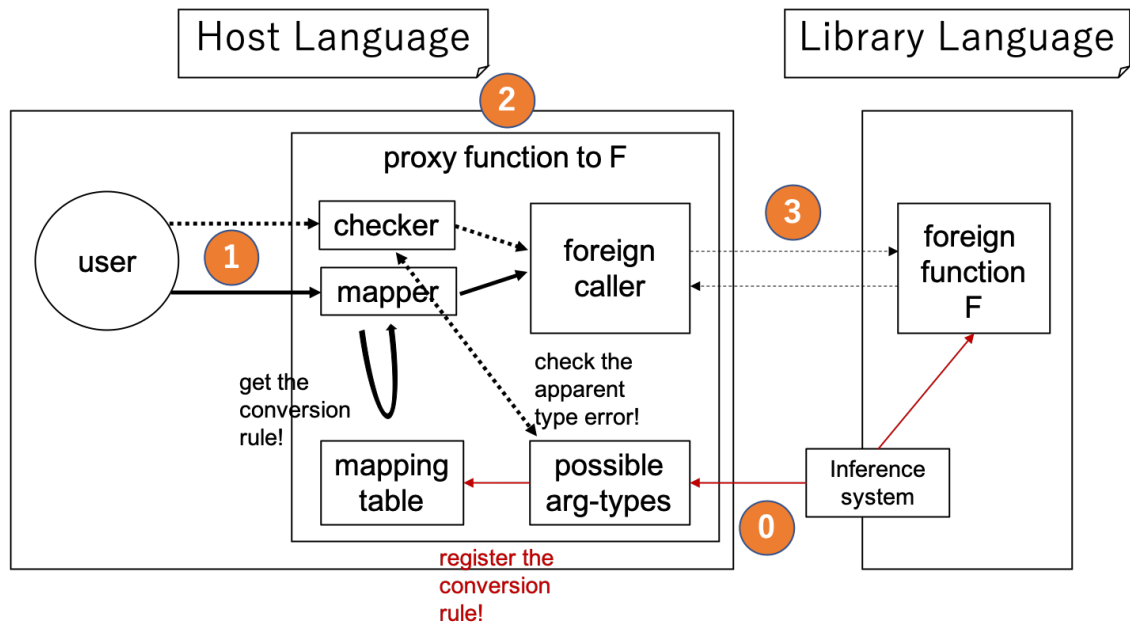 Host Language
Library Language
2
proxy function to F
checker
user
1
mapper
foreign
caller
3
foreign
function
F
get the
conversion
rule!
check the
apparent
type error!
mapping
table
possible
arg-types
Inference
system
0
register the
conversion
rule!